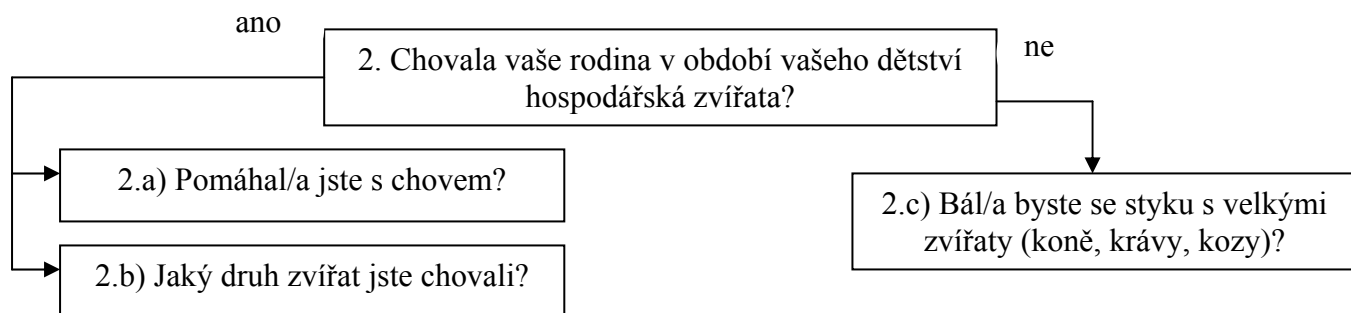 ano
2. Chovala vaše rodina v období vašeho dětství
hospodářská zvířata?
ne
2.a) Pomáhal/a jste s chovem?
2.c) Bál/a byste se styku s velkými
zvířaty (koně, krávy, kozy)?
2.b) Jaký druh zvířat jste chovali?